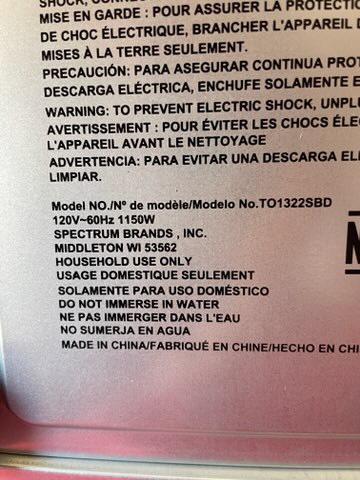 SHOCK, CONNE
MISE EN GARDE : POUR ASSURER LA PROTECTIO
DE CHOC ÉLECTRIQUE, BRANCHER L'APPAREIL D
MISES À LA TERRE SEULEMENT.
PRECAUCIÓN: PARA ASEGURAR CONTINUA PROT
DESCARGA ELÉCTRICA, ENCHUFE SOLAMENTE E
WARNING: TO PREVENT ELECTRIC SHOCK, UNPLU
AVERTISSEMENT : POUR ÉVITER LES CHOCS ÉLE
L'APPAREIL AVANT LE NETTOYAGE
ADVERTENCIA: PARA EVITAR UNA DESCARGA EL
LIMPIAR.
Model NO./Nº de modèle/Modelo No.TO1322SBD
120V~60Hz 1150W
SPECTRUM BRANDS , INC.
MIDDLETON WI 53562
HOUSEHOLD USE ONLY
USAGE DOMESTIQUE SEULEMENT
SOLAMENTE PARA USO DOMÉSTICO
DO NOT IMMERSE IN WATER
NE PAS IMMERGER DANS L'EAU
NO SUMERJA EN AGUA
MADE IN CHINA/FABRIQUÉ EN CHINE/HECHO EN CHI